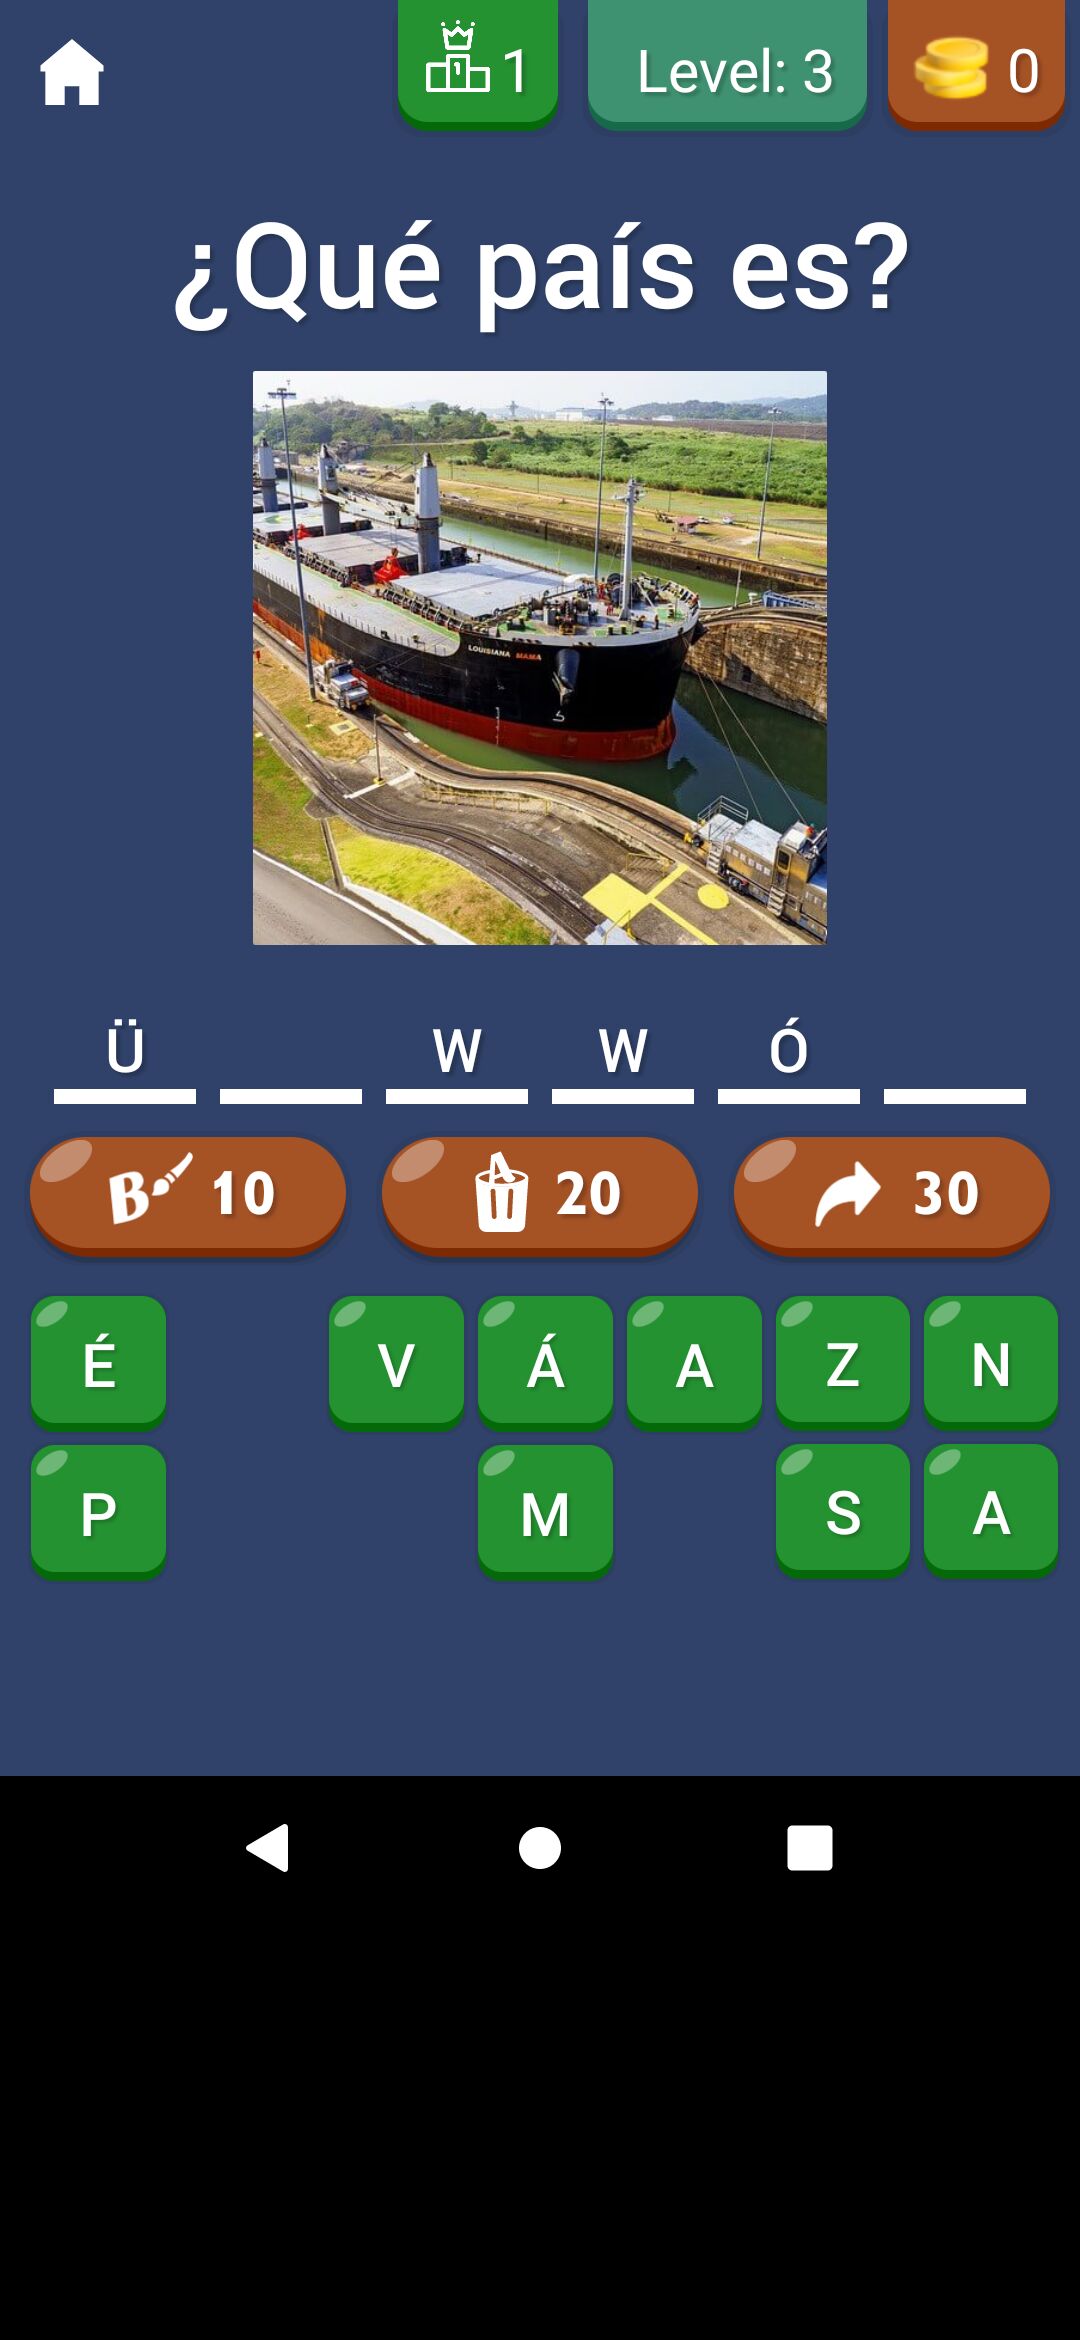 1 Level: 3 0
¿Qué país es?
LOUISIANA MAMA
Ü W W Ó
B 10 20 30
É V Á A Z N
P M S A